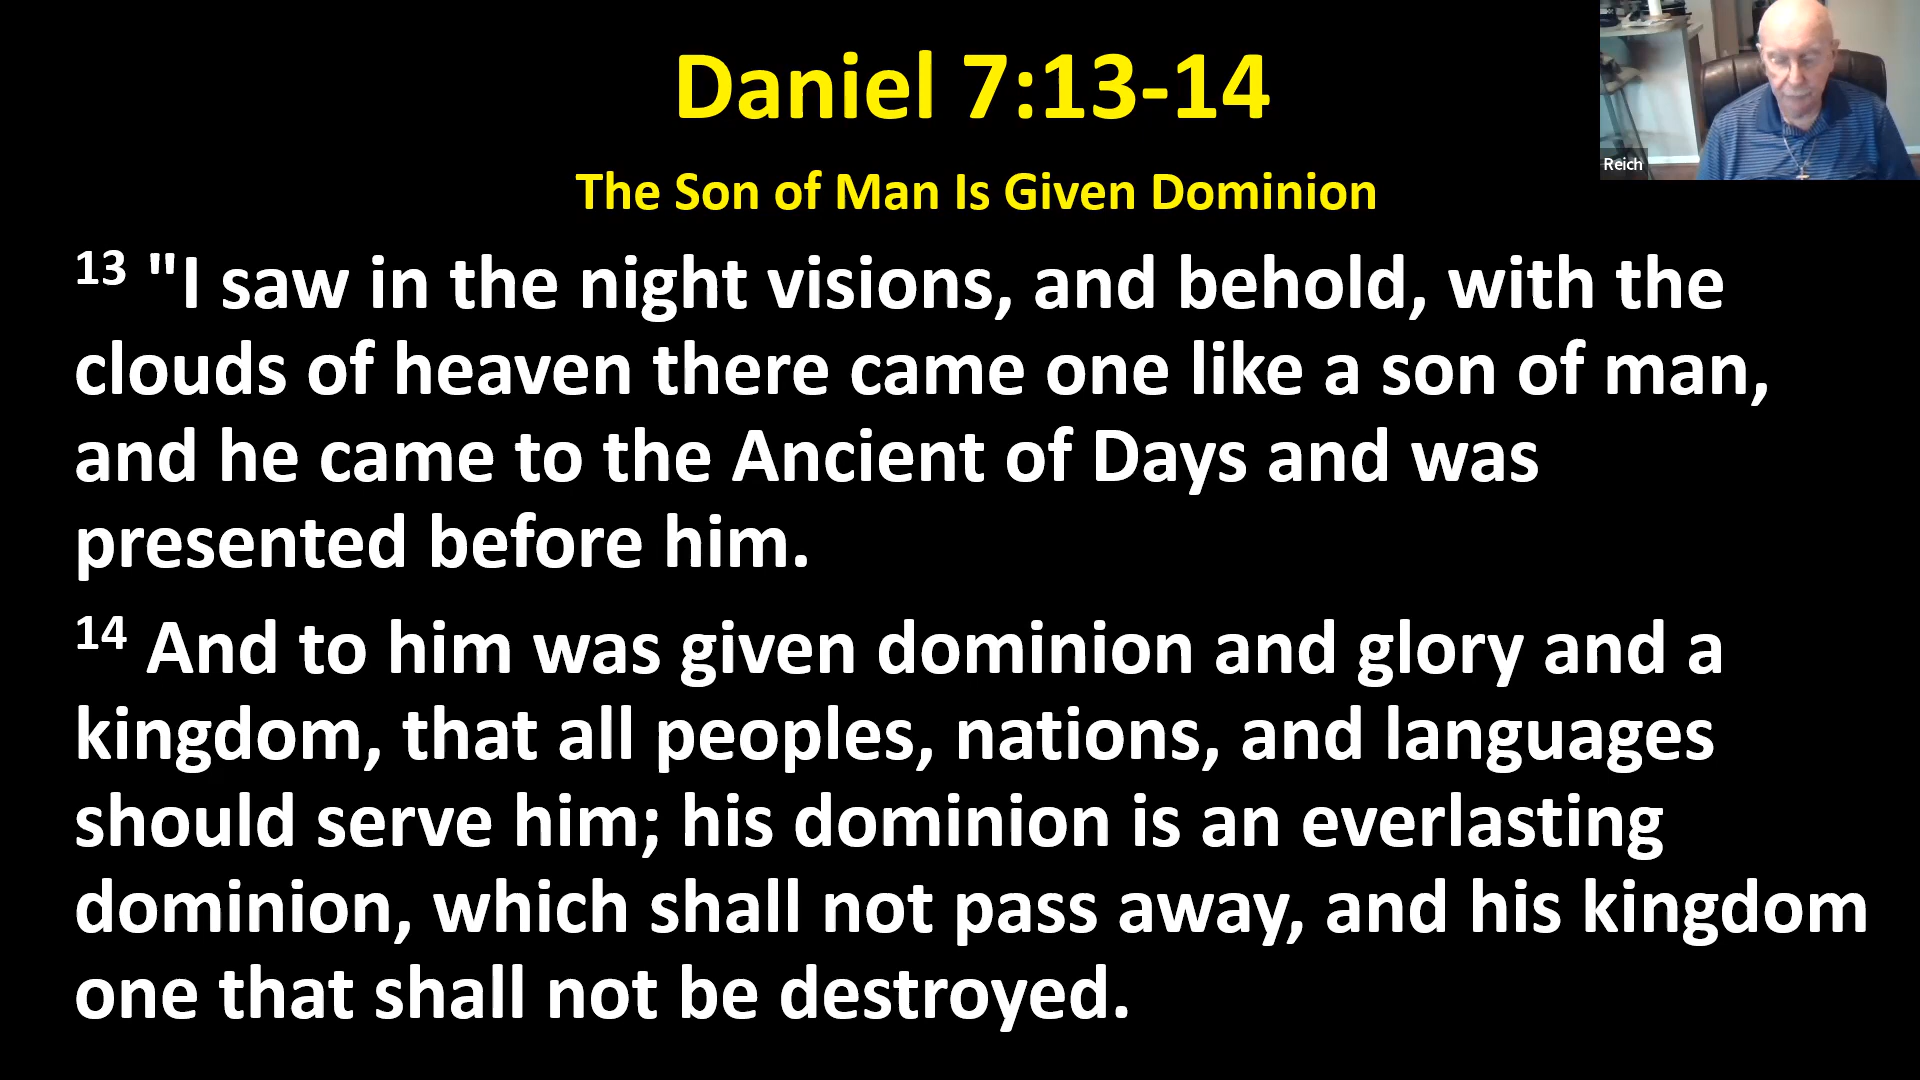 Daniel 7:13-14
Reich
The Son of Man Is Given Dominion
13 "I saw in the night visions, and behold, with the
clouds of heaven there came one like a son of man,
and he came to the Ancient of Days and was
presented before him.
14 And to him was given dominion and glory and a
kingdom, that all peoples, nations, and languages
should serve him; his dominion is an everlasting
dominion, which shall not pass away, and his kingdom
one that shall not be destroyed.